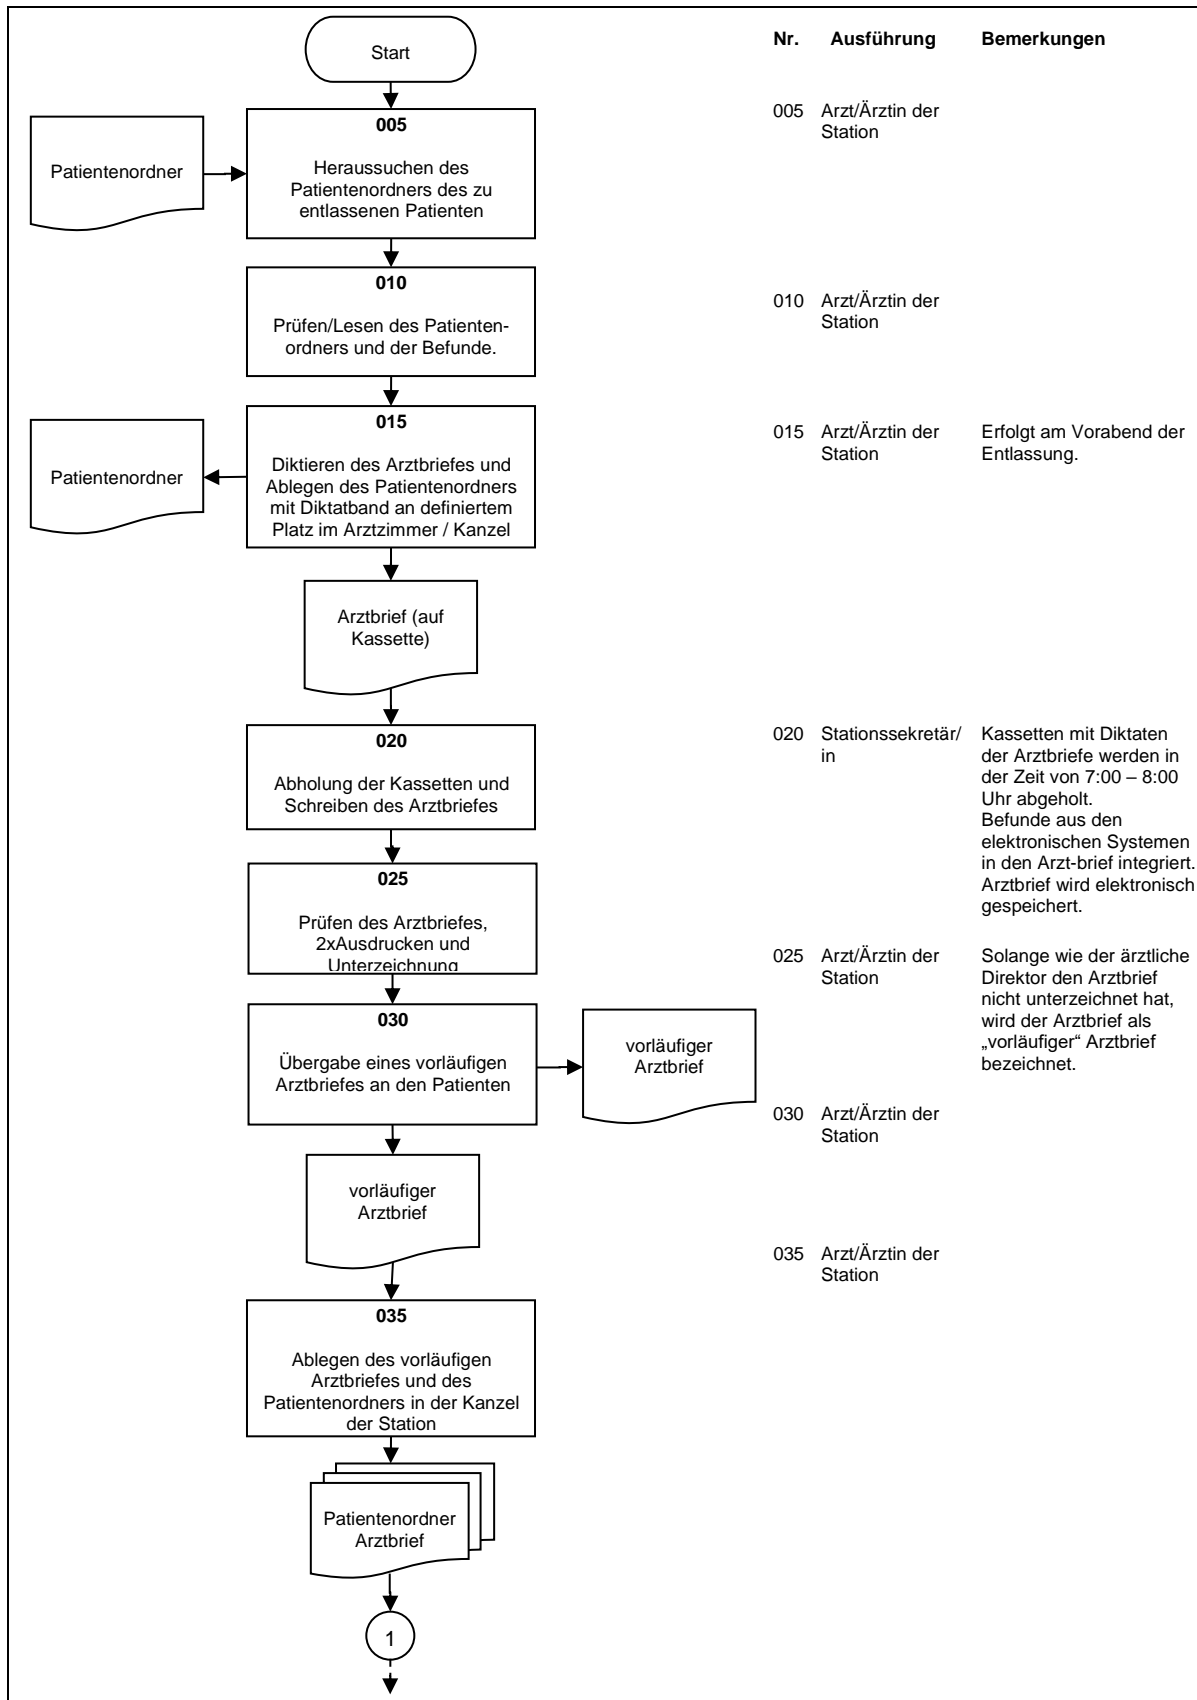 Start
Nr. Ausführung Bemerkungen
Patientenordner
005
Heraussuchen des
Patientenordners des zu
entlassenen Patienten
005 Arzt/Ärztin der
Station
010
Prüfen/Lesen des Patienten-
ordners und der Befunde.
010 Arzt/Ärztin der
Station
Patientenordner
015
Diktieren des Arztbriefes und
Ablegen des Patientenordners
mit Diktatband an definiertem
Platz im Arztzimmer / Kanzel
015 Arzt/Ärztin der
Station
Erfolgt am Vorabend der
Entlassung.
Arztbrief (auf
Kassette)
020
Abholung der Kassetten und
Schreiben des Arztbriefes
020 Stationssekretär/
in
Kassetten mit Diktaten
der Arztbriefe werden in
der Zeit von 7:00 – 8:00
Uhr abgeholt.
Befunde aus den
elektronischen Systemen
in den Arzt-brief integriert.
Arztbrief wird elektronisch
gespeichert.
025
Prüfen des Arztbriefes,
2xAusdrucken und
Unterzeichnung
025 Arzt/Ärztin der
Station
Solange wie der ärztliche
Direktor den Arztbrief
nicht unterzeichnet hat,
wird der Arztbrief als
„vorläufiger“ Arztbrief
bezeichnet.
030
Übergabe eines vorläufigen
Arztbriefes an den Patienten
vorläufiger
Arztbrief
030 Arzt/Ärztin der
Station
vorläufiger
Arztbrief
035 Arzt/Ärztin der
Station
035
Ablegen des vorläufigen
Arztbriefes und des
Patientenordners in der Kanzel
der Station
Patientenordner
Arztbrief
1